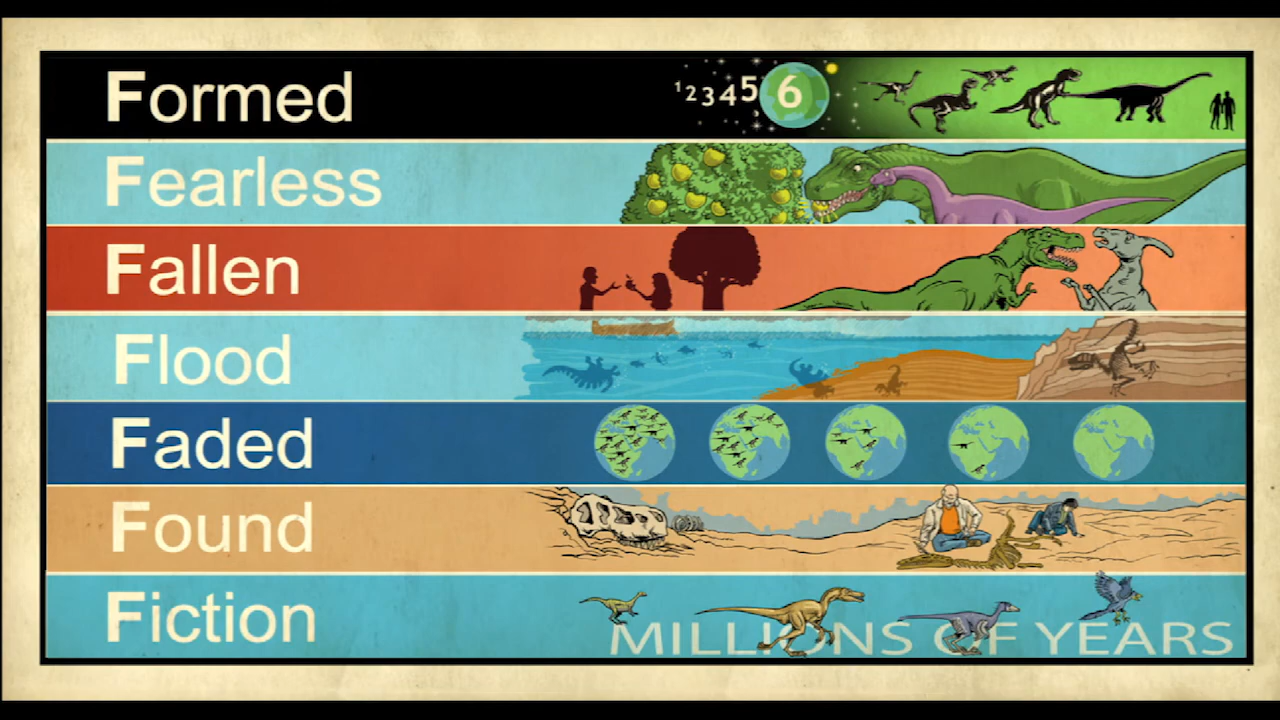 Formed 1 2 3 4 5 6
Fearless
Fallen
Flood
Faded
Found
Fiction
MILLIONS OF YEARS